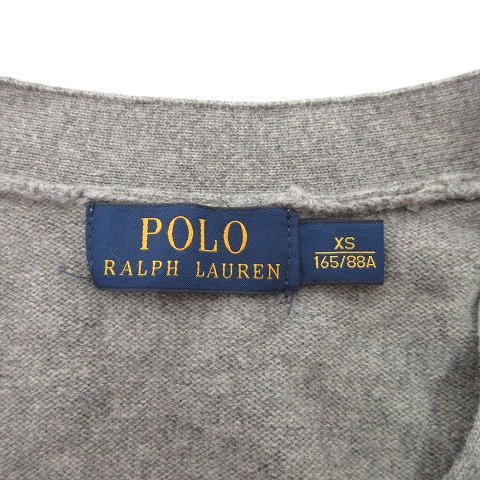 POLO
RALPH LAUREN
XS
165/88A